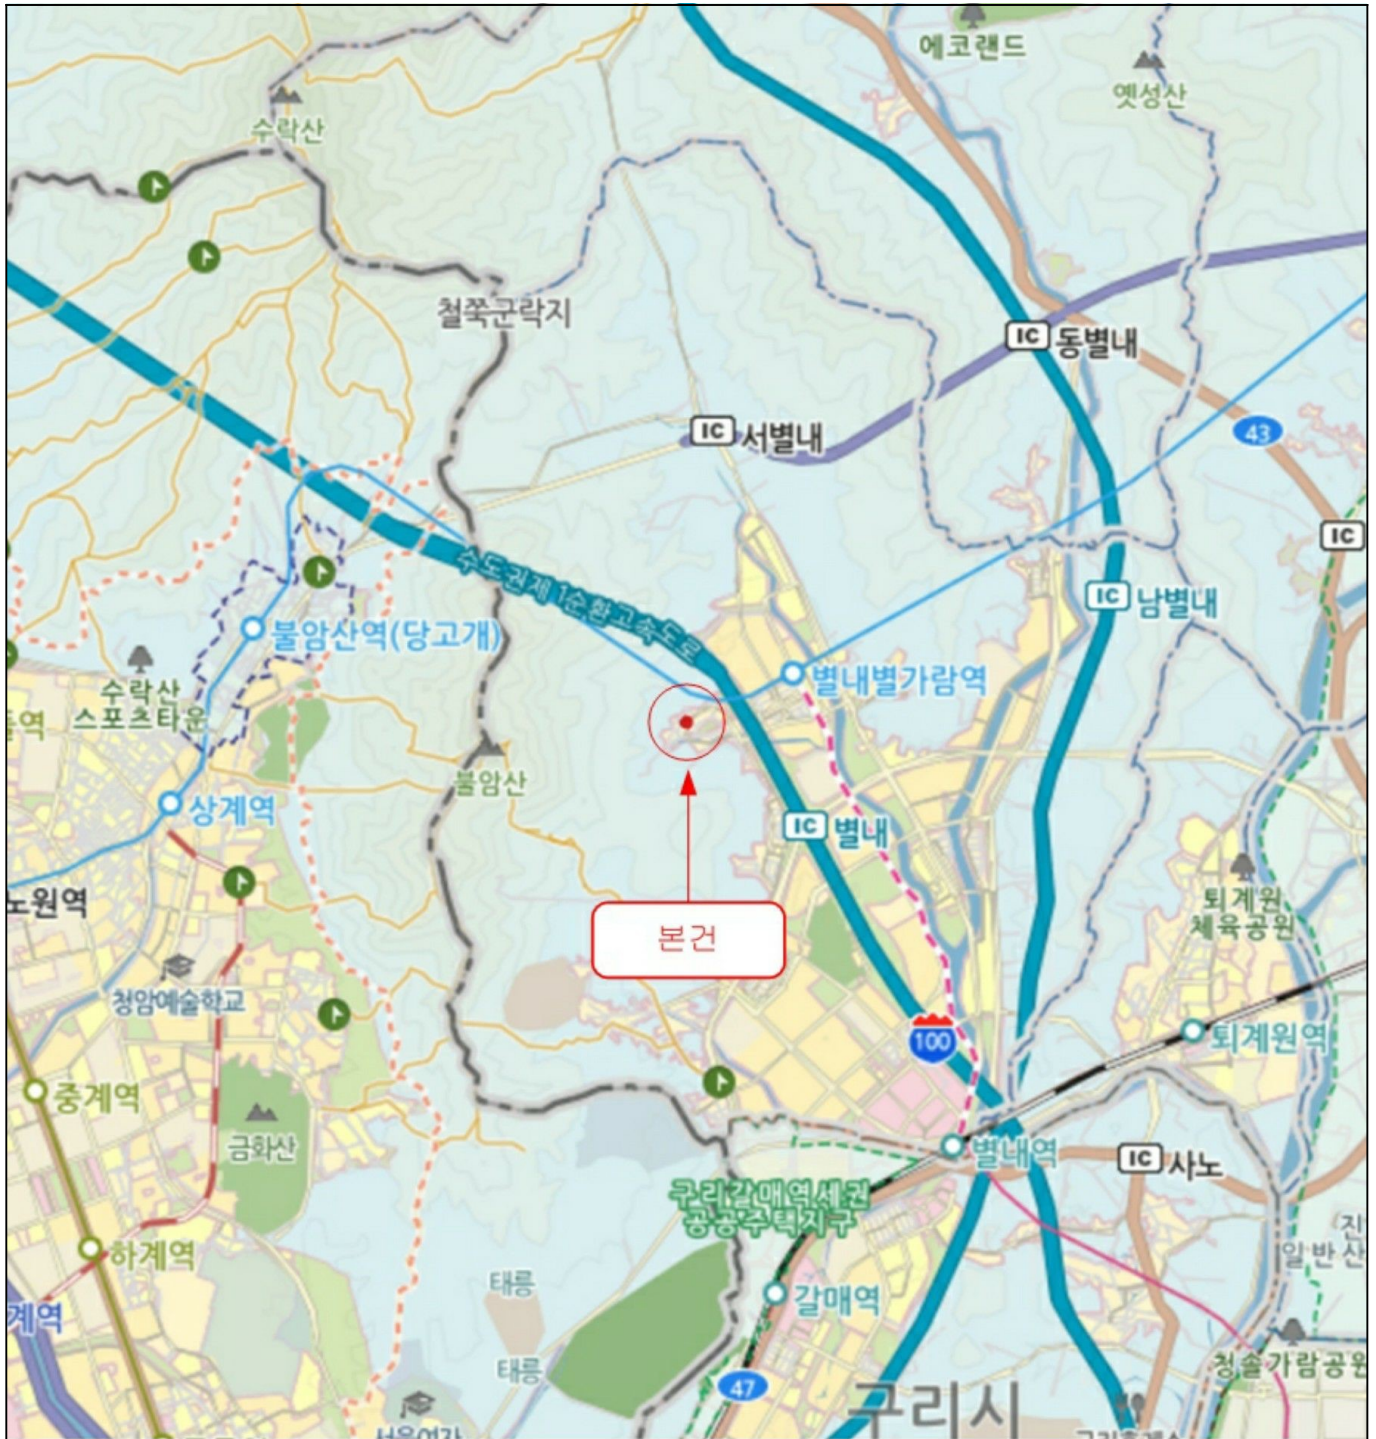 에코랜드
옛성산
수락산
철쭉군락지
IC 동별내
43
IC 서별내
IC
수도권제1순환고속도로
IC 남별내
불암산역(당고개)
별내별가람역
수락산
스포츠타운
역
불암산
상계역
IC 별내
퇴계원
체육공원
노원역
본건
청암예술학교
100
퇴계원역
중계역
금화산
별내역
IC 사노
구리갈매역세권
공공주택지구
하계역
일반산
태릉
갈매역
계역
태릉
청솔가람공원
47
구리시